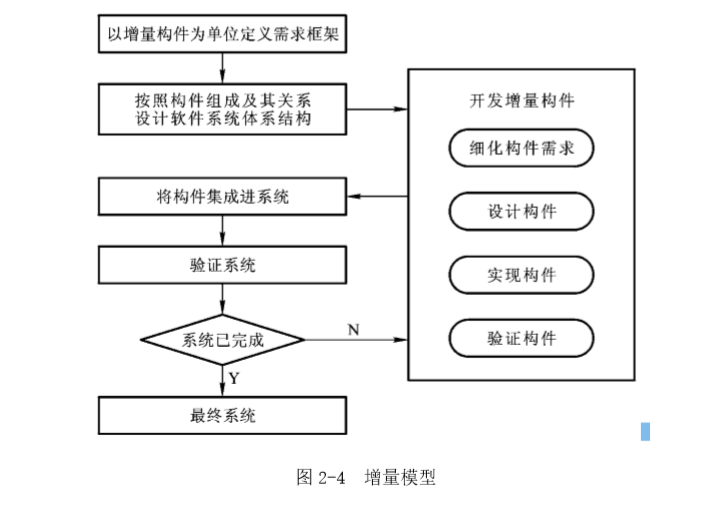 以增量构件为单位定义需求框架
按照构件组成及其关系
设计软件系统体系结构
开发增量构件
细化构件需求
设计构件
实现构件
验证构件
将构件集成进系统
验证系统
系统已完成
N
Y
最终系统
图 2-4 增量模型